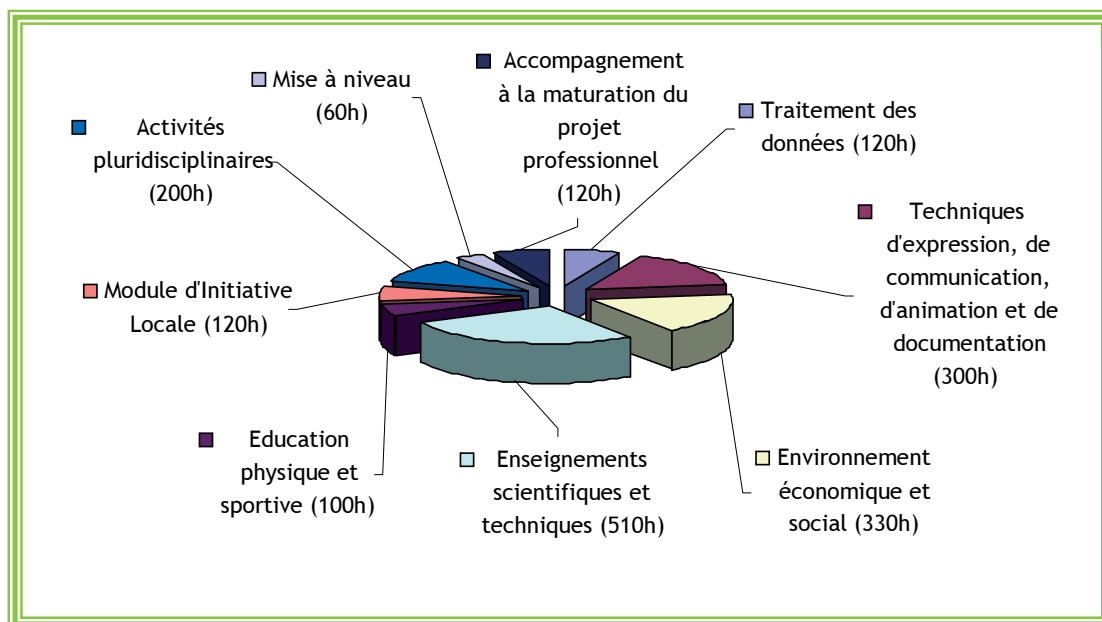 Accompagnement
à la maturation du
projet
professionnel
(120h)
Mise à niveau
(60h)
Traitement des
données (120h)
Activités
pluridisciplinaires
(200h)
Techniques
d'expression, de
communication,
d'animation et de
documentation
(300h)
Module d'Initiative
Locale (120h)
Education
physique et
sportive (100h)
Enseignements
scientifiques et
techniques (510h)
Environnement
économique et
social (330h)